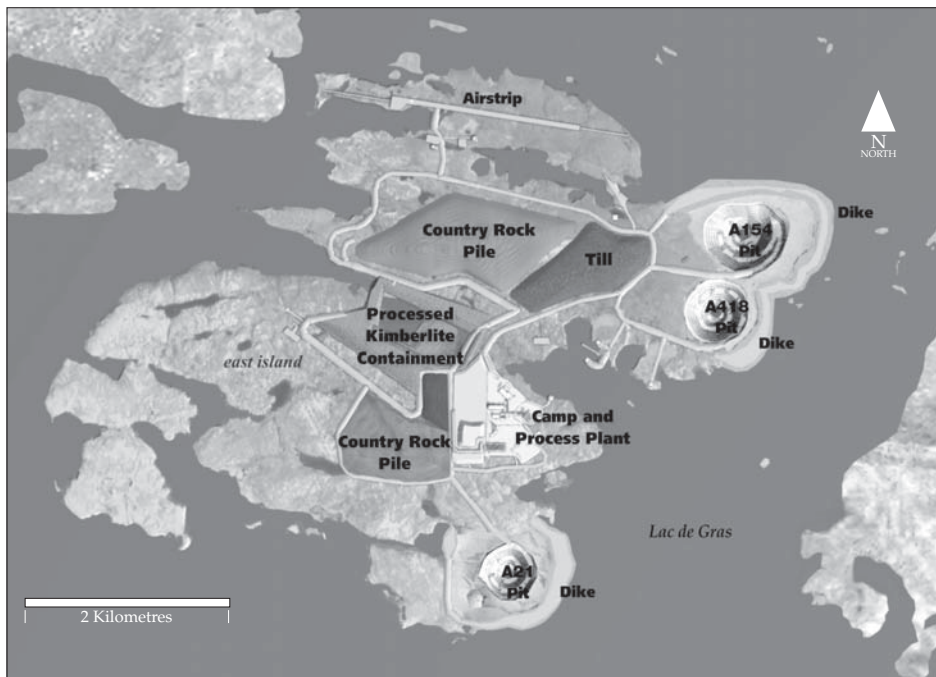 Airstrip
N
NORTH
Dike
A154
Pit
Country Rock
Pile
Till
A418
Pit
Dike
Processed
Kimberlite
Containment
east island
Camp and
Process Plant
Country Rock
Pile
Lac de Gras
A21
Pit
Dike
2 Kilometres